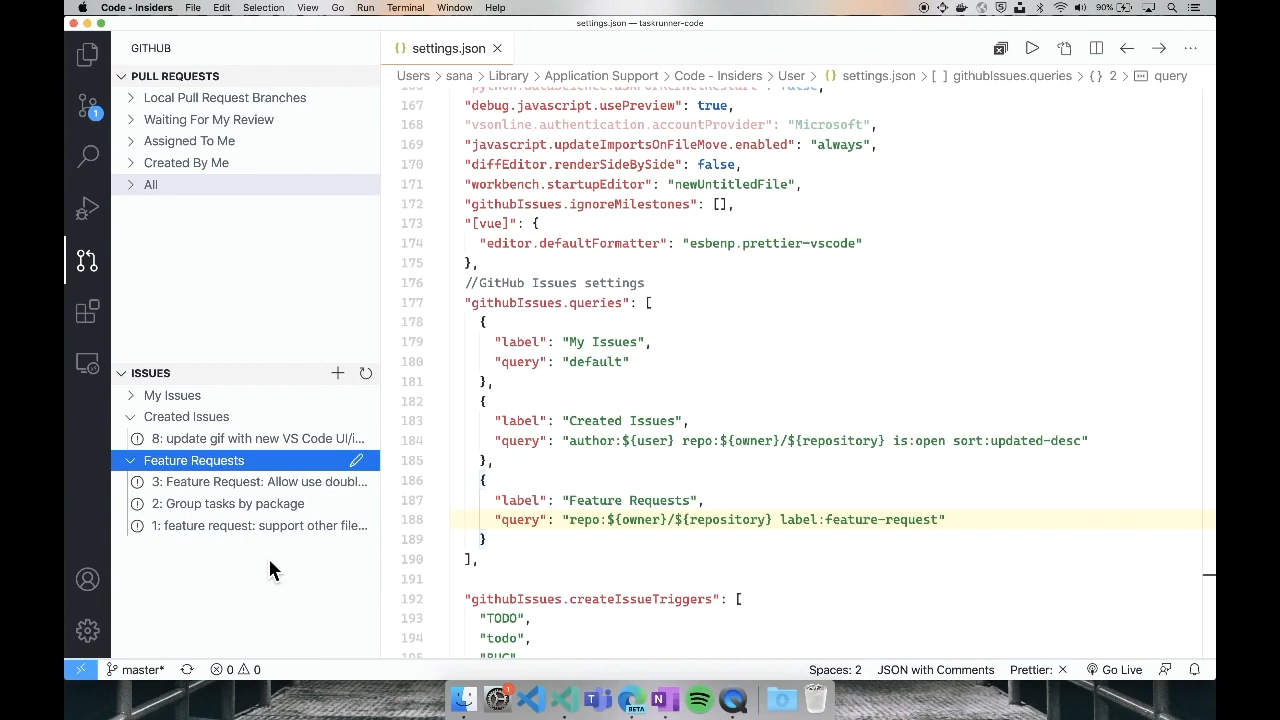 Code - Insiders File Edit Selection View Go Run Terminal Window Help 90%
settings.json — taskrunner-code
GITHUB
settings.json
PULL REQUESTS
Users > sana > Library > Application Support > Code - Insiders > User > {} settings.json > [ ] githubIssues.queries > {} 2 > query
Local Pull Request Branches
Waiting For My Review
Assigned To Me
Created By Me
All
167 "debug.javascript.usePreview": true,
168 "vsonline.authentication.accountProvider": "Microsoft",
169 "javascript.updateImportsOnFileMove.enabled": "always",
170 "diffEditor.renderSideBySide": false,
171 "workbench.startupEditor": "newUntitledFile",
172 "githubIssues.ignoreMilestones": [],
173 "[vue]": {
174 "editor.defaultFormatter": "esbenp.prettier-vscode"
175 },
176 //GitHub Issues settings
177 "githubIssues.queries": [
178 {
179 "label": "My Issues",
180 "query": "default"
181 },
182 {
183 "label": "Created Issues",
184 "query": "author:${user} repo:${owner}/${repository} is:open sort:updated-desc"
185 },
186 {
187 "label": "Feature Requests",
188 "query": "repo:${owner}/${repository} label:feature-request"
189 }
190 ],
191
192 "githubIssues.createIssueTriggers": [
193 "TODO",
194 "todo",
195 "BUG"
ISSUES
My Issues
Created Issues
8: update gif with new VS Code UI/i...
Feature Requests
3: Feature Request: Allow use doubl...
2: Group tasks by package
1: feature request: support other file...
1
master* 0 0 Spaces: 2 JSON with Comments Prettier: × Go Live
1
BETA